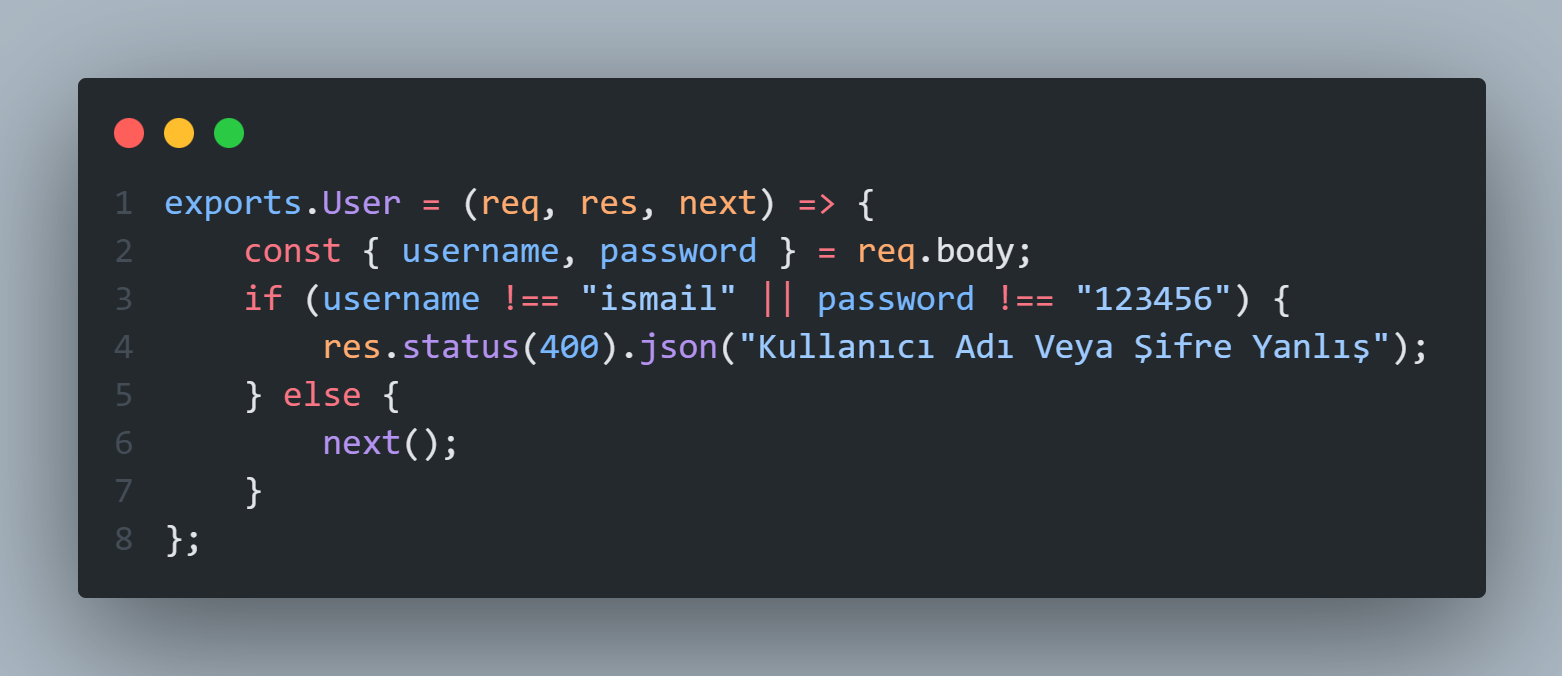 1 exports.User = (req, res, next) => {
2     const { username, password } = req.body;
3     if (username !== "ismail" || password !== "123456") {
4         res.status(400).json("Kullanıcı Adı Veya Şifre Yanlış");
5     } else {
6         next();
7     }
8 };